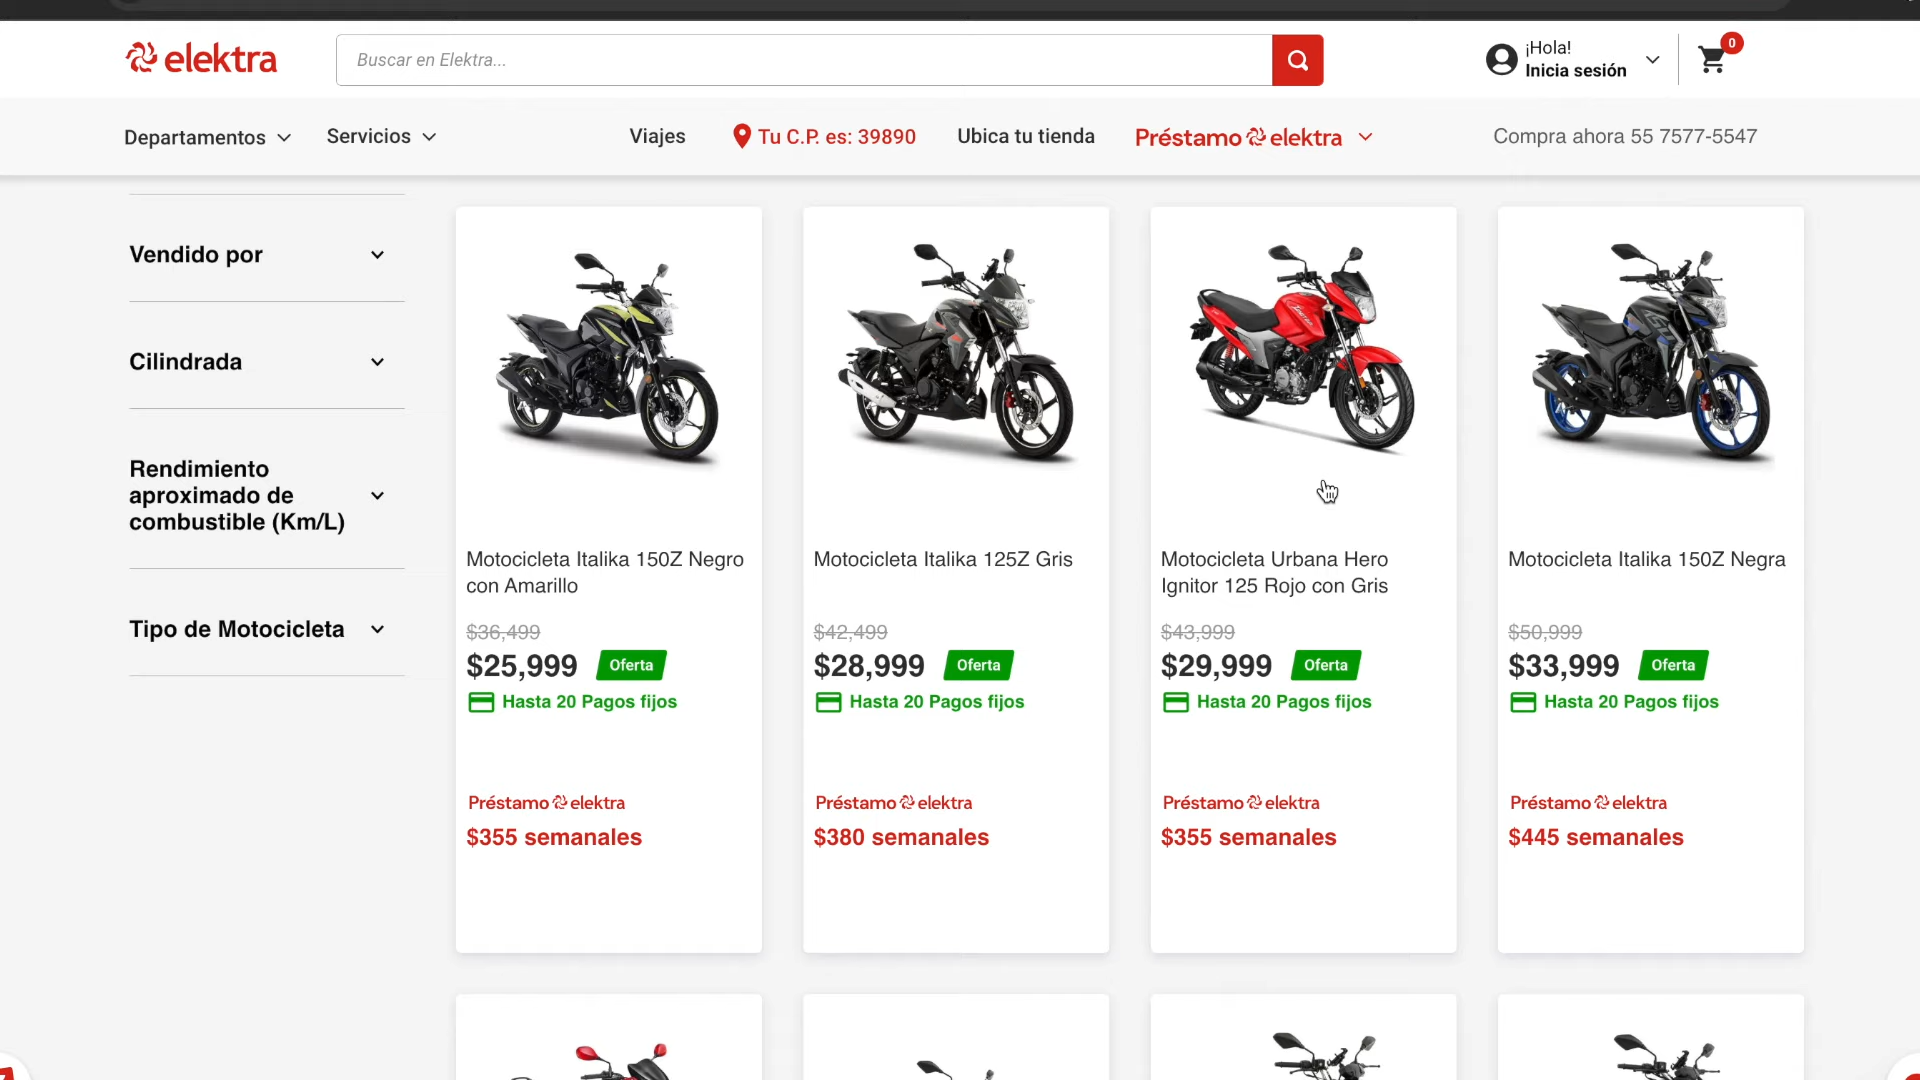 elektra
Buscar en Elektra...
¡Hola!
Inicia sesión
0
Departamentos
Servicios
Viajes
Tu C.P. es: 39890
Ubica tu tienda
Préstamo elektra
Compra ahora 55 7577-5547
Vendido por
Cilindrada
Rendimiento
aproximado de
combustible (Km/L)
Tipo de Motocicleta
Motocicleta Italika 150Z Negro
con Amarillo
$36,499
$25,999 Oferta
Hasta 20 Pagos fijos
Préstamo elektra
$355 semanales
Motocicleta Italika 125Z Gris
$42,499
$28,999 Oferta
Hasta 20 Pagos fijos
Préstamo elektra
$380 semanales
Motocicleta Urbana Hero
Ignitor 125 Rojo con Gris
$43,999
$29,999 Oferta
Hasta 20 Pagos fijos
Préstamo elektra
$355 semanales
Motocicleta Italika 150Z Negra
$50,999
$33,999 Oferta
Hasta 20 Pagos fijos
Préstamo elektra
$445 semanales